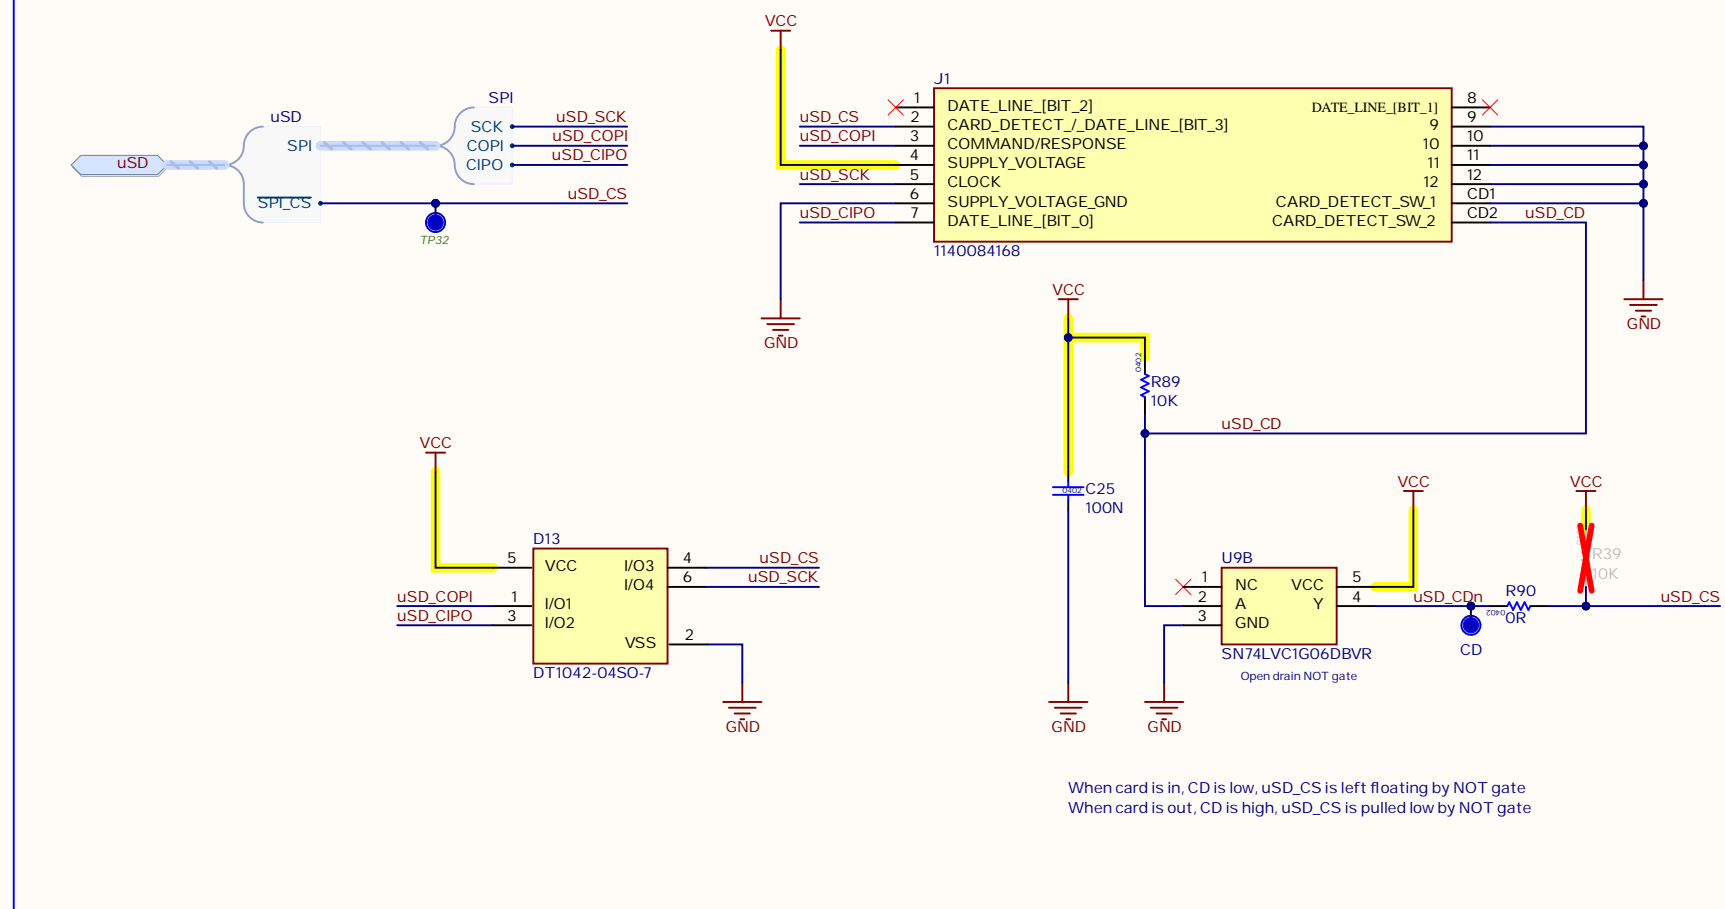 VCC
J1
uSD
SPI
SCK
COPI
CIPO
uSD_SCK
uSD_COPI
uSD_CIPO
uSD
SPI
SPI_CS
uSD_CS
TP32
uSD_CS
uSD_COPI
uSD_SCK
uSD_CIPO
1 DATE_LINE_[BIT_2]
2 CARD_DETECT_/_DATE_LINE_[BIT_3]
3 COMMAND/RESPONSE
4 SUPPLY_VOLTAGE
5 CLOCK
6 SUPPLY_VOLTAGE_GND
7 DATE_LINE_[BIT_0]
DATE_LINE_[BIT_1] 8
9 9
10 10
11 11
12 12
CARD_DETECT_SW_1 CD1
CARD_DETECT_SW_2 CD2
uSD_CD
1140084168
GND
GND
VCC
0402
R89
10K
uSD_CD
0402
C25
100N
GND
VCC
D13
5 VCC
1 I/O1
3 I/O2
I/O3 4
I/O4 6
VSS 2
uSD_COPI
uSD_CIPO
uSD_CS
uSD_SCK
DT1042-04SO-7
GND
U9B
1 NC
2 A
3 GND
VCC 5
Y 4
SN74LVC1G06DBVR
Open drain NOT gate
GND
VCC
uSD_CDn
CD
0402
R90
0R
VCC
R39
10K
uSD_CS
When card is in, CD is low, uSD_CS is left floating by NOT gate
When card is out, CD is high, uSD_CS is pulled low by NOT gate